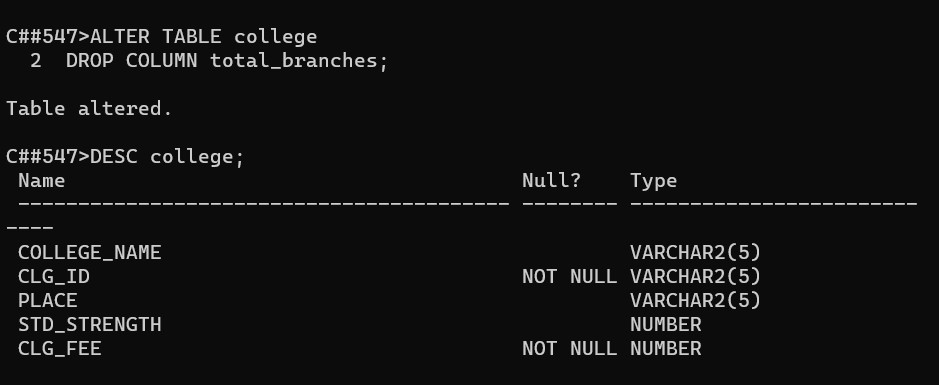 C##547>ALTER TABLE college
  2  DROP COLUMN total_branches;
Table altered.
C##547>DESC college;
 Name                                      Null?    Type
 ----------------------------------------- -------- ------------------------
----
 COLLEGE_NAME                                       VARCHAR2(5)
 CLG_ID                                    NOT NULL VARCHAR2(5)
 PLACE                                              VARCHAR2(5)
 STD_STRENGTH                                       NUMBER
 CLG_FEE                                   NOT NULL NUMBER